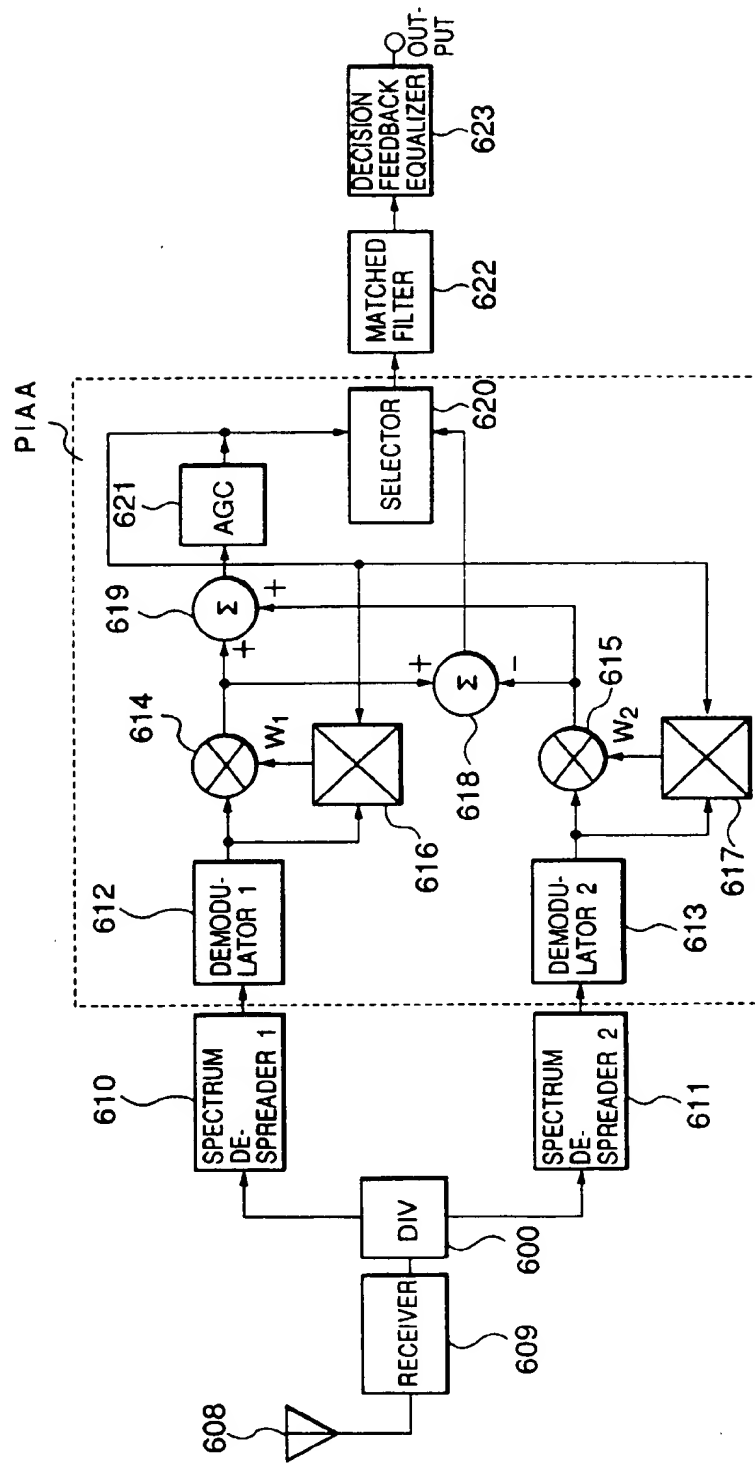 608
RECEIVER
609
DIV
600
610
SPECTRUM
DE-
SPREADER 1
SPECTRUM
DE-
SPREADER 2
611
PIAA
612
DEMODU-
LATOR 1
DEMODU-
LATOR 2
613
614
W1
616
615
W2
617
+
-
Σ
618
619
+
+
Σ
621
AGC
SELECTOR
620
MATCHED
FILTER
622
DECISION
FEEDBACK
EQUALIZER
623
OUT-
PUT